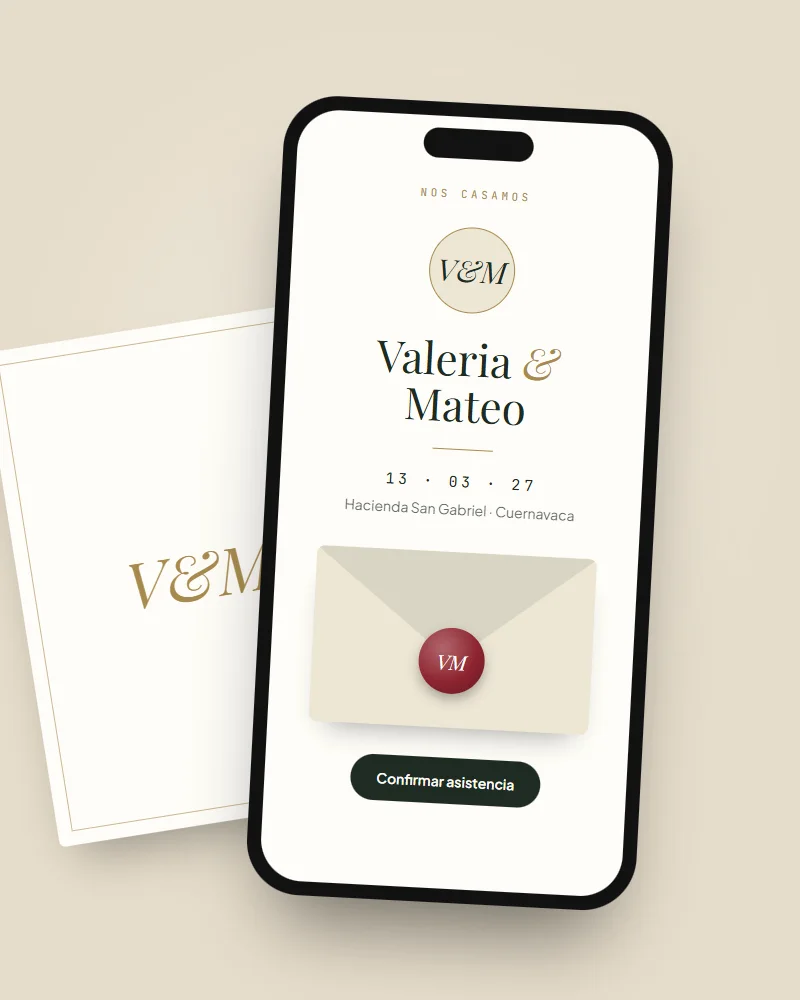 NOS CASAMOS
V&M
Valeria &
Mateo
13 · 03 · 27
Hacienda San Gabriel · Cuernavaca
V&M
VM
Confirmar asistencia